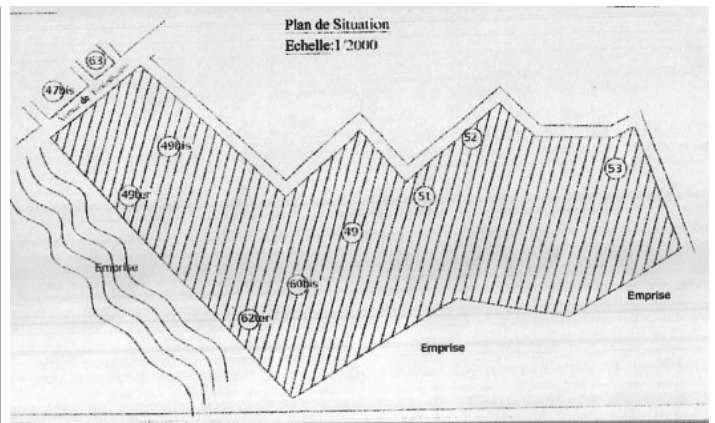 Plan de Situation
Echelle:1/2000
63
47bis
de
49bis
52
53
49ter
51
49
Emprise
60bis
Emprise
62ter
Emprise